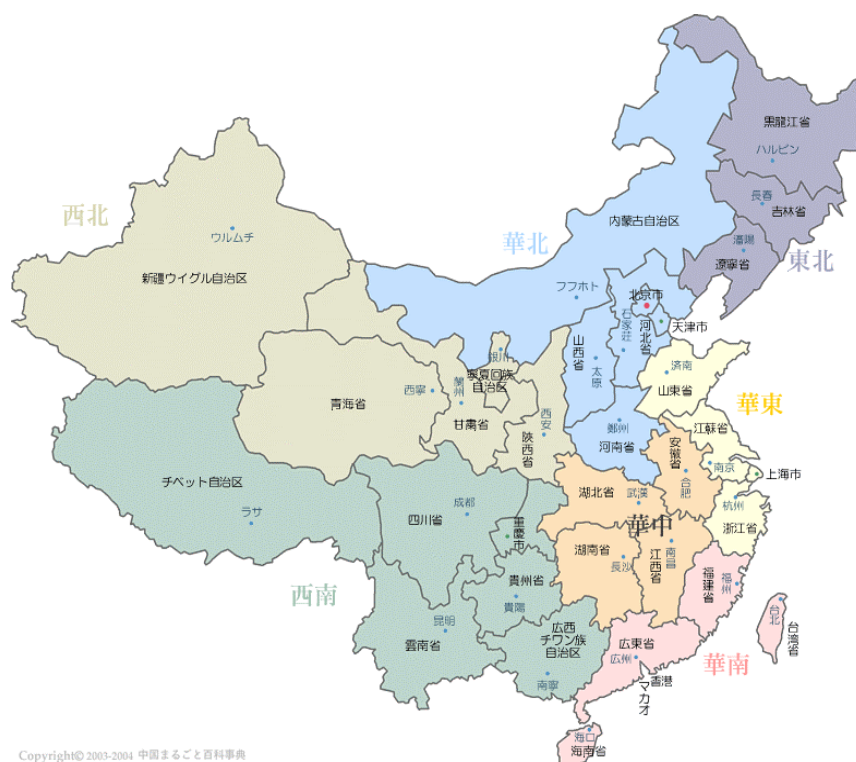 黒龍江省
ハルビン
長春
吉林省
瀋陽
遼寧省
東北
西北
ウルムチ
新疆ウイグル自治区
華北
内蒙古自治区
フフホト
北京市
天津市
石家荘
河北省
山西省
太原
済南
山東省
華東
銀川
寧夏回族
自治区
西寧
青海省
蘭州
甘粛省
西安
陝西省
鄭州
河南省
江蘇省
南京
安徽省
合肥
上海市
杭州
浙江省
チベット自治区
ラサ
成都
四川省
重慶市
湖北省
武漢
華中
湖南省
長沙
南昌
江西省
西南
貴州省
貴陽
昆明
雲南省
広西
チワン族
自治区
南寧
福建省
福州
台北
台湾省
広東省
広州
香港
マカオ
華南
海口
海南省
Copyright© 2003-2004 中国まるごと百科事典